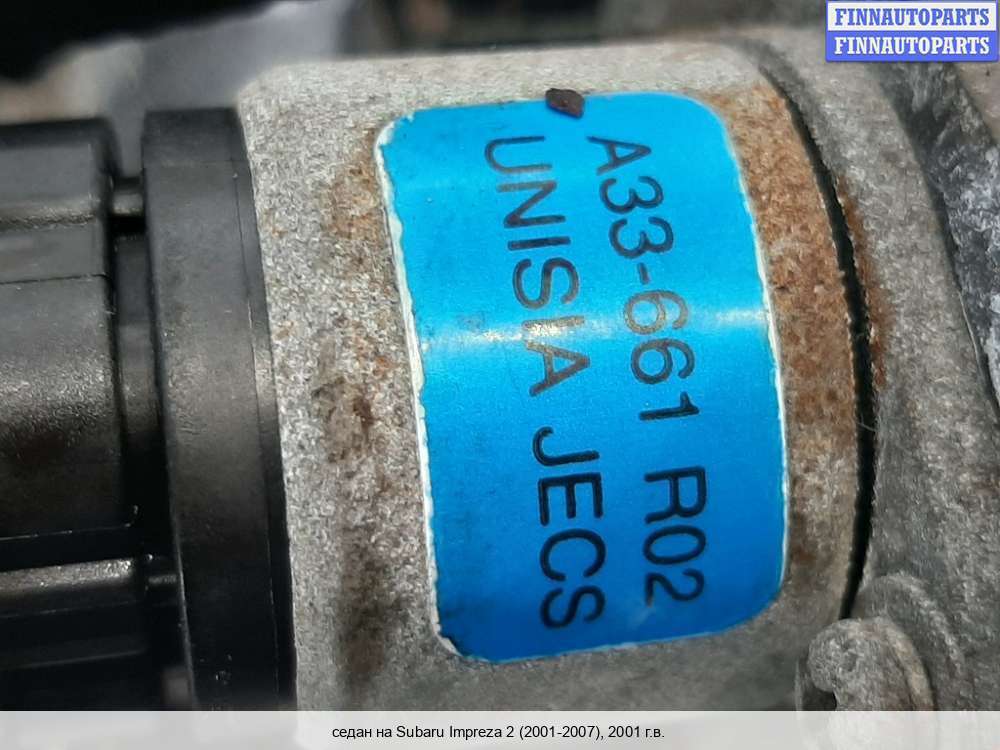 FINNAUTOPARTS
FINNAUTOPARTS
A33-661 R02
UNISIA JECS
седан на Subaru Impreza 2 (2001-2007), 2001 г.в.